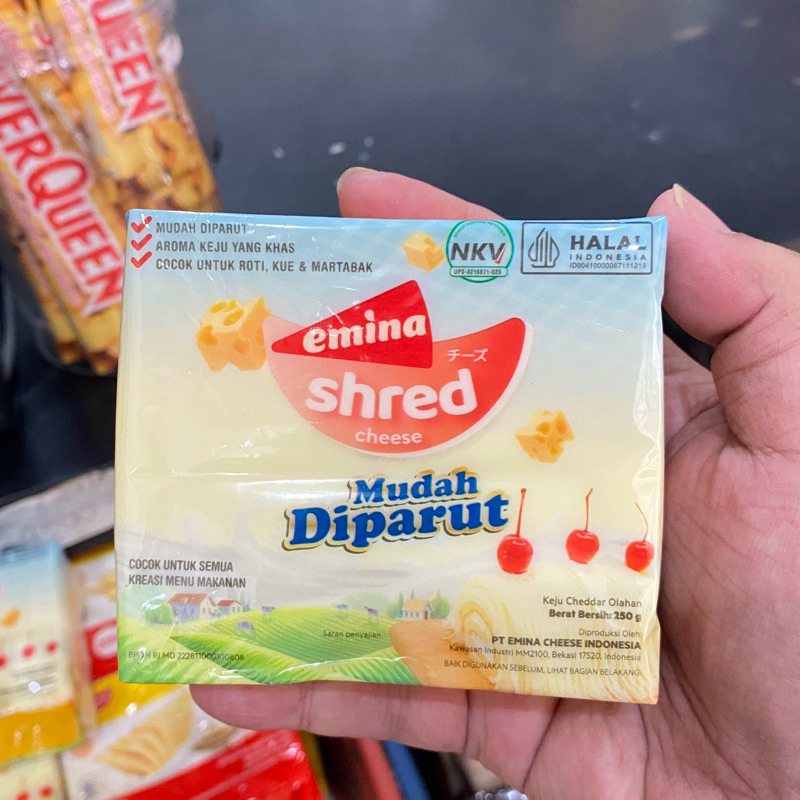 MUDAH DIPARUT
AROMA KEJU YANG KHAS
COCOK UNTUK ROTI, KUE & MARTABAK
NKV
HALAL
INDONESIA
ID00410000087111219
emina
チーズ
shred
cheese
Mudah
Diparut
COCOK UNTUK SEMUA
KREASI MENU MAKANAN
Keju Cheddar Olahan
Berat Bersih: 250 g
Saran penyajian
Diproduksi Oleh:
PT EMINA CHEESE INDONESIA
Kawasan Industri MM2100, Bekasi 17520, Indonesia
BAIK DIGUNAKAN SEBELUM, LIHAT BAGIAN BELAKANG
QUEEN
VERQUEEN